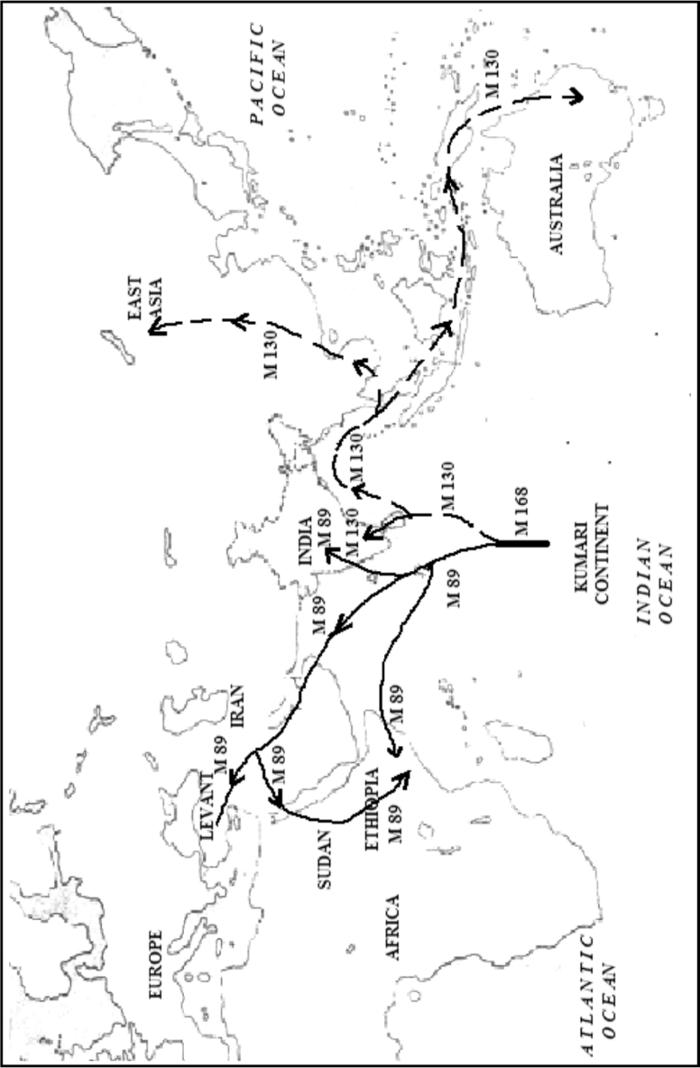 EAST
ASIA
EUROPE
LEVANT
M 89
IRAN
PACIFIC
OCEAN
M 130
M 89
INDIA
M 89
M 89
SUDAN
M 130
M 130
ETHIOPIA
AFRICA
M 89
M 89
M 89
M 130
M 130
M 168
AUSTRALIA
KUMARI
CONTINENT
ATLANTIC
OCEAN
INDIAN
OCEAN